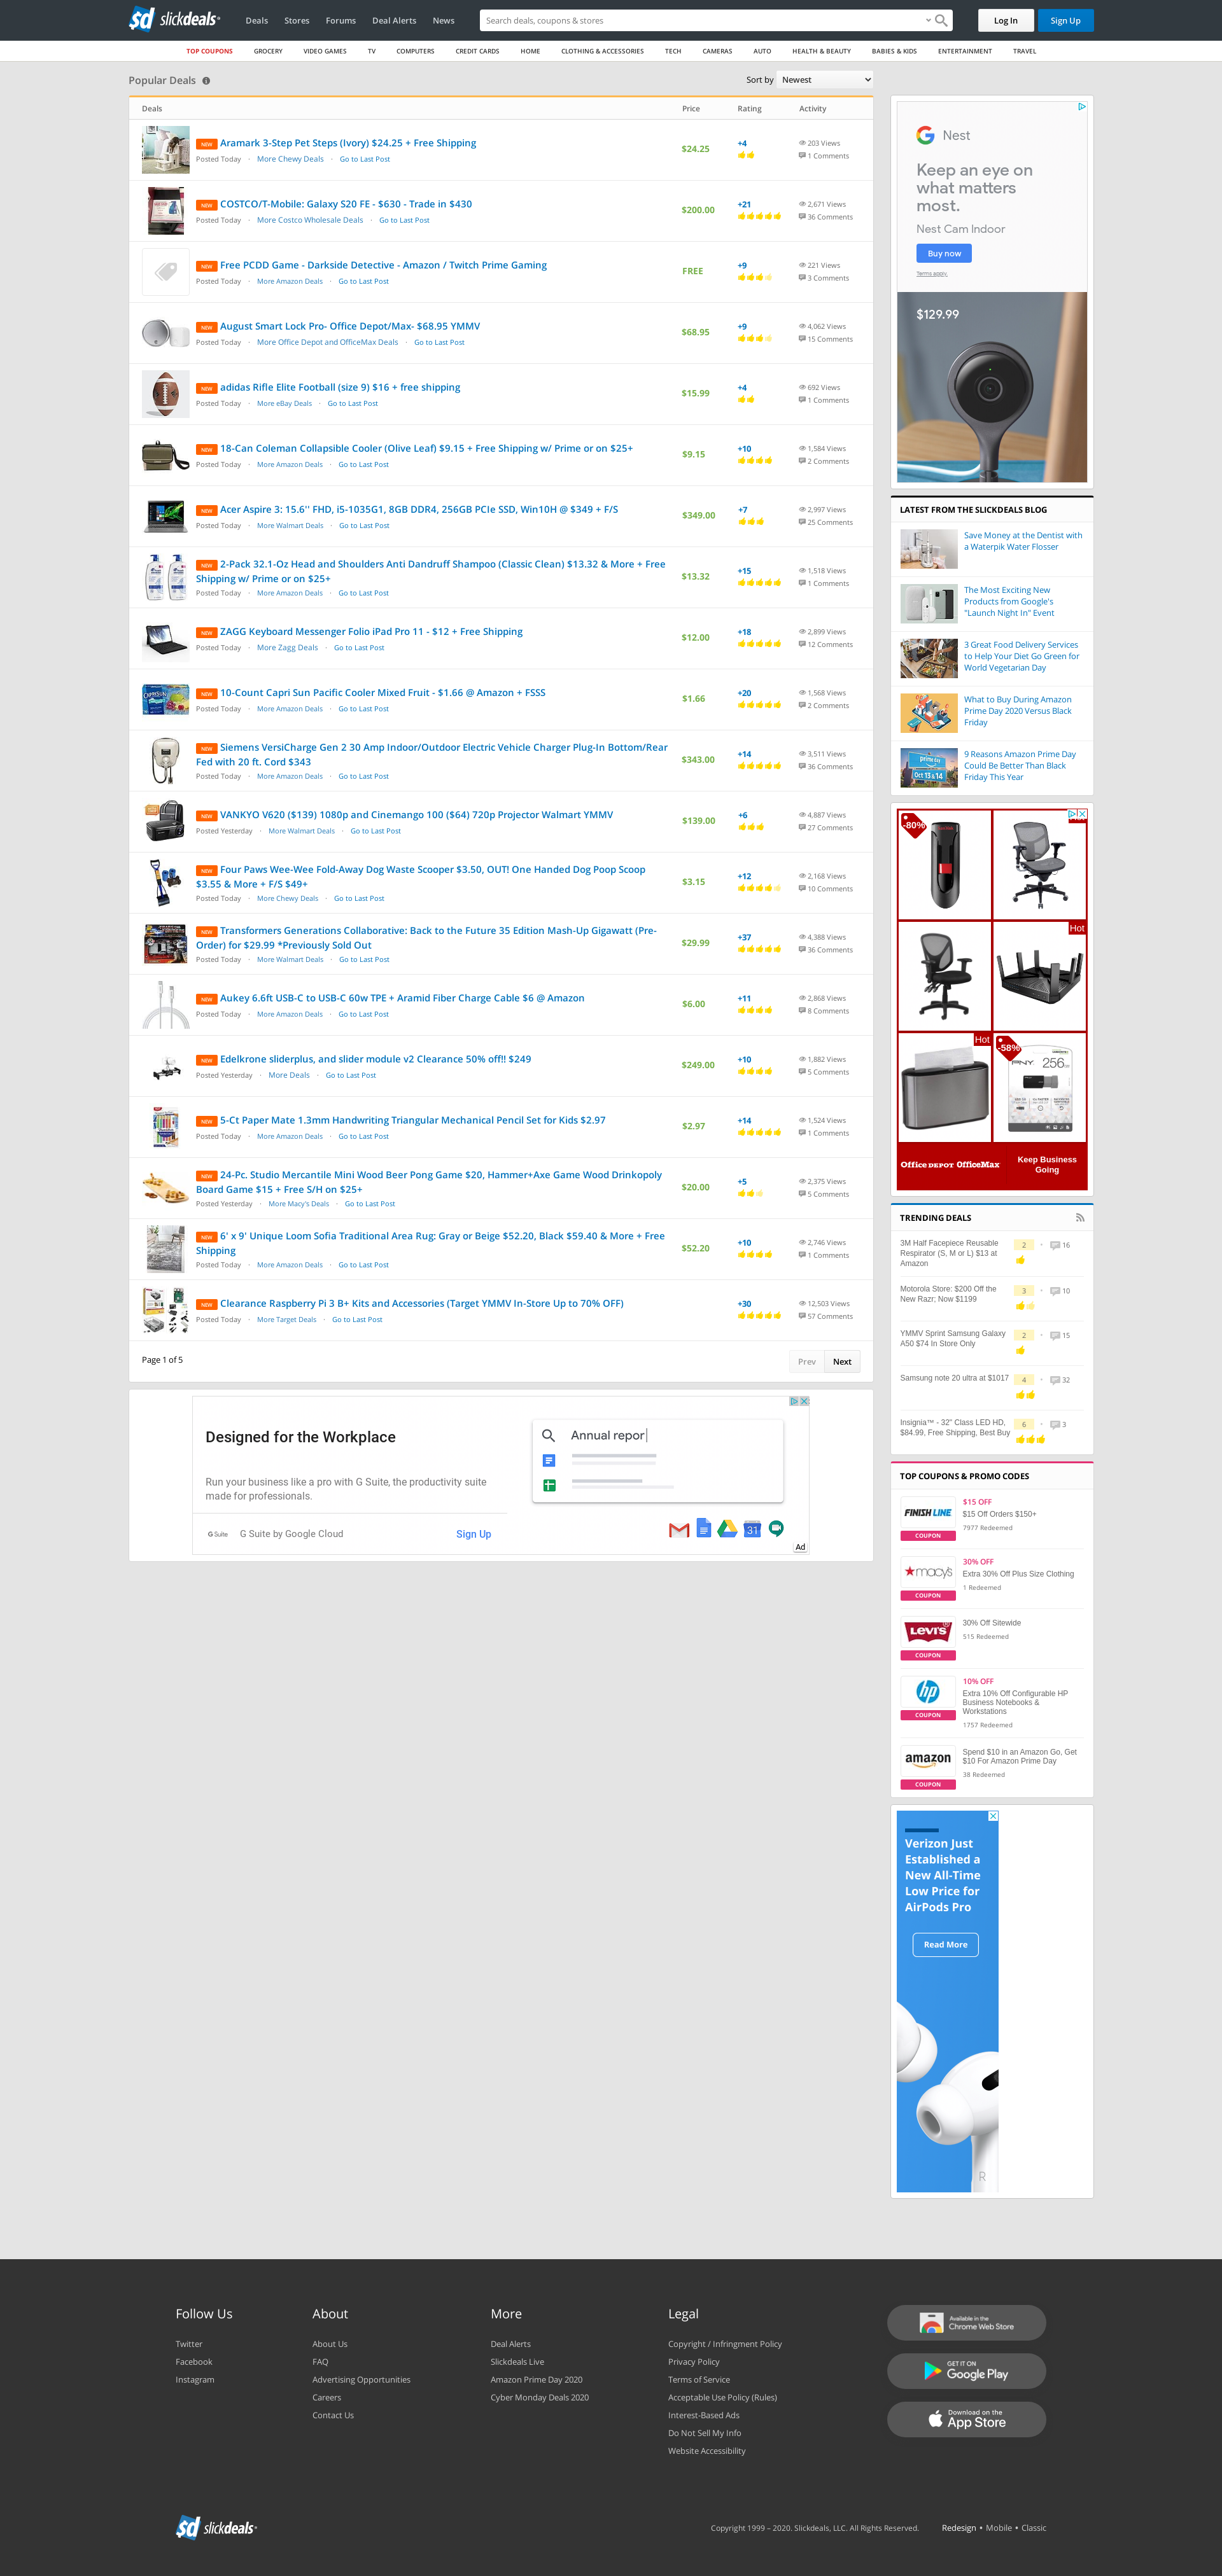 slickdeals
Deals Stores Forums Deal Alerts News
Search deals, coupons & stores
Log In Sign Up
TOP COUPONS GROCERY VIDEO GAMES TV COMPUTERS CREDIT CARDS HOME CLOTHING & ACCESSORIES TECH CAMERAS AUTO HEALTH & BEAUTY BABIES & KIDS ENTERTAINMENT TRAVEL
Popular Deals
Sort by Newest
Deals Price Rating Activity
NEW Aramark 3-Step Pet Steps (Ivory) $24.25 + Free Shipping
Posted Today · More Chewy Deals · Go to Last Post
$24.25 +4 203 Views
1 Comments
NEW COSTCO/T-Mobile: Galaxy S20 FE - $630 - Trade in $430
Posted Today · More Costco Wholesale Deals · Go to Last Post
$200.00 +21 2,671 Views
36 Comments
NEW Free PCDD Game - Darkside Detective - Amazon / Twitch Prime Gaming
Posted Today · More Amazon Deals · Go to Last Post
FREE +9 221 Views
3 Comments
NEW August Smart Lock Pro- Office Depot/Max- $68.95 YMMV
Posted Today · More Office Depot and OfficeMax Deals · Go to Last Post
$68.95 +9 4,062 Views
15 Comments
NEW adidas Rifle Elite Football (size 9) $16 + free shipping
Posted Today · More eBay Deals · Go to Last Post
$15.99 +4 692 Views
1 Comments
NEW 18-Can Coleman Collapsible Cooler (Olive Leaf) $9.15 + Free Shipping w/ Prime or on $25+
Posted Today · More Amazon Deals · Go to Last Post
$9.15 +10 1,584 Views
2 Comments
NEW Acer Aspire 3: 15.6'' FHD, i5-1035G1, 8GB DDR4, 256GB PCIe SSD, Win10H @ $349 + F/S
Posted Today · More Walmart Deals · Go to Last Post
$349.00 +7 2,997 Views
25 Comments
NEW 2-Pack 32.1-Oz Head and Shoulders Anti Dandruff Shampoo (Classic Clean) $13.32 & More + Free
Shipping w/ Prime or on $25+
Posted Today · More Amazon Deals · Go to Last Post
$13.32 +15 1,518 Views
1 Comments
NEW ZAGG Keyboard Messenger Folio iPad Pro 11 - $12 + Free Shipping
Posted Today · More Zagg Deals · Go to Last Post
$12.00 +18 2,899 Views
12 Comments
NEW 10-Count Capri Sun Pacific Cooler Mixed Fruit - $1.66 @ Amazon + FSSS
Posted Today · More Amazon Deals · Go to Last Post
$1.66 +20 1,568 Views
2 Comments
NEW Siemens VersiCharge Gen 2 30 Amp Indoor/Outdoor Electric Vehicle Charger Plug-In Bottom/Rear
Fed with 20 ft. Cord $343
Posted Today · More Amazon Deals · Go to Last Post
$343.00 +14 3,511 Views
36 Comments
NEW VANKYO V620 ($139) 1080p and Cinemango 100 ($64) 720p Projector Walmart YMMV
Posted Yesterday · More Walmart Deals · Go to Last Post
$139.00 +6 4,887 Views
27 Comments
NEW Four Paws Wee-Wee Fold-Away Dog Waste Scooper $3.50, OUT! One Handed Dog Poop Scoop
$3.55 & More + F/S $49+
Posted Today · More Chewy Deals · Go to Last Post
$3.15 +12 2,168 Views
10 Comments
NEW Transformers Generations Collaborative: Back to the Future 35 Edition Mash-Up Gigawatt (Pre-
Order) for $29.99 *Previously Sold Out
Posted Today · More Walmart Deals · Go to Last Post
$29.99 +37 4,388 Views
36 Comments
NEW Aukey 6.6ft USB-C to USB-C 60w TPE + Aramid Fiber Charge Cable $6 @ Amazon
Posted Today · More Amazon Deals · Go to Last Post
$6.00 +11 2,868 Views
8 Comments
NEW Edelkrone sliderplus, and slider module v2 Clearance 50% off!! $249
Posted Yesterday · More Deals · Go to Last Post
$249.00 +10 1,882 Views
5 Comments
NEW 5-Ct Paper Mate 1.3mm Handwriting Triangular Mechanical Pencil Set for Kids $2.97
Posted Today · More Amazon Deals · Go to Last Post
$2.97 +14 1,524 Views
1 Comments
NEW 24-Pc. Studio Mercantile Mini Wood Beer Pong Game $20, Hammer+Axe Game Wood Drinkopoly
Board Game $15 + Free S/H on $25+
Posted Yesterday · More Macy's Deals · Go to Last Post
$20.00 +5 2,375 Views
5 Comments
NEW 6' x 9' Unique Loom Sofia Traditional Area Rug: Gray or Beige $52.20, Black $59.40 & More + Free
Shipping
Posted Today · More Amazon Deals · Go to Last Post
$52.20 +10 2,746 Views
1 Comments
NEW Clearance Raspberry Pi 3 B+ Kits and Accessories (Target YMMV In-Store Up to 70% OFF)
Posted Today · More Target Deals · Go to Last Post
+30 12,503 Views
57 Comments
Page 1 of 5
Prev Next
Designed for the Workplace
Run your business like a pro with G Suite, the productivity suite
made for professionals.
G Suite G Suite by Google Cloud Sign Up
Annual repor
31
Ad
Nest
Keep an eye on
what matters
most.
Nest Cam Indoor
Buy now
Terms apply.
$129.99
LATEST FROM THE SLICKDEALS BLOG
Save Money at the Dentist with
a Waterpik Water Flosser
The Most Exciting New
Products from Google's
"Launch Night In" Event
3 Great Food Delivery Services
to Help Your Diet Go Green for
World Vegetarian Day
What to Buy During Amazon
Prime Day 2020 Versus Black
Friday
prime
Oct 13 & 14
9 Reasons Amazon Prime Day
Could Be Better Than Black
Friday This Year
-80%
Hot
Hot
-58%
PNY 256
Office DEPOT OfficeMax
Keep Business
Going
TRENDING DEALS
3M Half Facepiece Reusable
Respirator (S, M or L) $13 at
Amazon
2 • 16
Motorola Store: $200 Off the
New Razr; Now $1199
3 • 10
YMMV Sprint Samsung Galaxy
A50 $74 In Store Only
2 • 15
Samsung note 20 ultra at $1017
4 • 32
Insignia™ - 32" Class LED HD,
$84.99, Free Shipping, Best Buy
6 • 3
TOP COUPONS & PROMO CODES
FINISH LINE
COUPON
$15 OFF
$15 Off Orders $150+
7977 Redeemed
macy's
COUPON
30% OFF
Extra 30% Off Plus Size Clothing
1 Redeemed
LEVI'S
COUPON
30% Off Sitewide
515 Redeemed
hp
COUPON
10% OFF
Extra 10% Off Configurable HP
Business Notebooks &
Workstations
1757 Redeemed
amazon
COUPON
Spend $10 in an Amazon Go, Get
$10 For Amazon Prime Day
38 Redeemed
Verizon Just
Established a
New All-Time
Low Price for
AirPods Pro
Read More
R
Follow Us
Twitter
Facebook
Instagram
About
About Us
FAQ
Advertising Opportunities
Careers
Contact Us
More
Deal Alerts
Slickdeals Live
Amazon Prime Day 2020
Cyber Monday Deals 2020
Legal
Copyright / Infringment Policy
Privacy Policy
Terms of Service
Acceptable Use Policy (Rules)
Interest-Based Ads
Do Not Sell My Info
Website Accessibility
Available in the
Chrome Web Store
GET IT ON
Google Play
Download on the
App Store
slickdeals
Copyright 1999 – 2020. Slickdeals, LLC. All Rights Reserved.
Redesign • Mobile • Classic